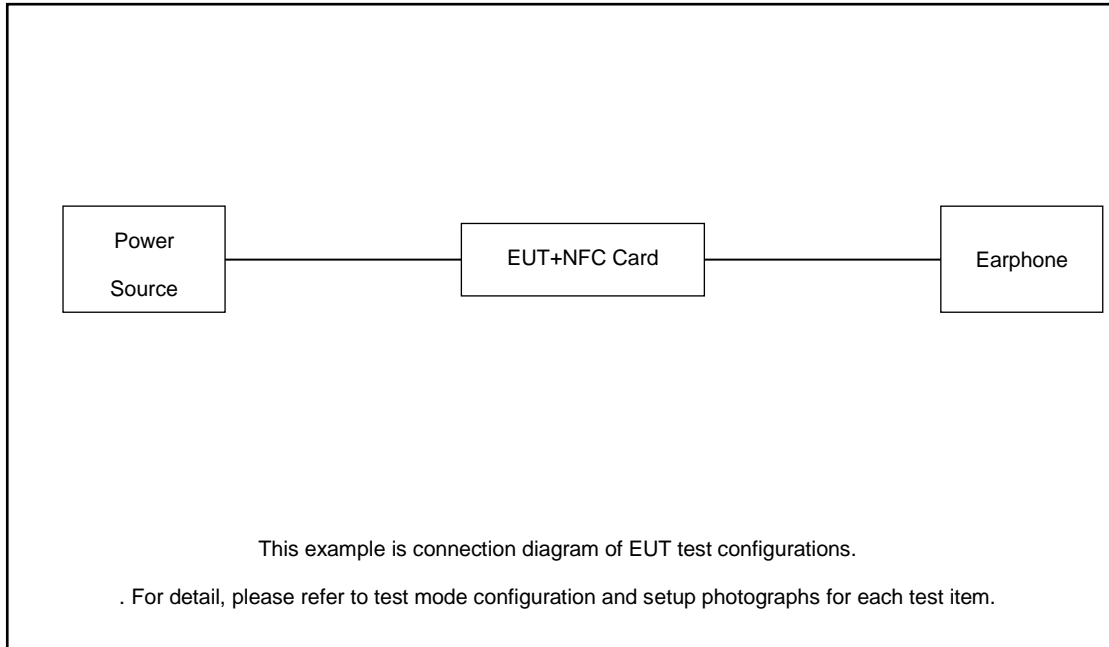 Power
Source
EUT+NFC Card
Earphone
This example is connection diagram of EUT test configurations.
. For detail, please refer to test mode configuration and setup photographs for each test item.